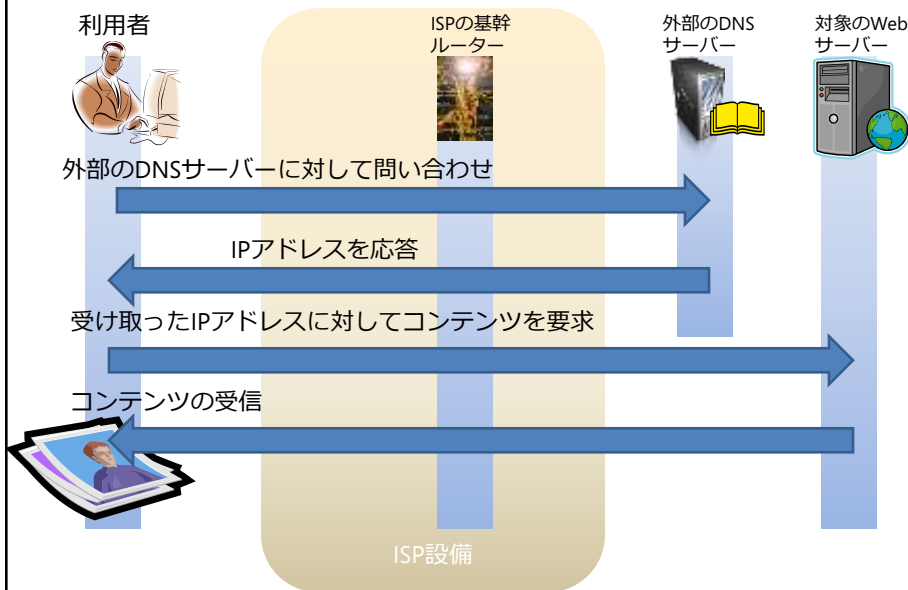 利用者
ISPの基幹
ルーター
外部のDNS
サーバー
対象のWeb
サーバー
外部のDNSサーバーに対して問い合わせ
IPアドレスを応答
受け取ったIPアドレスに対してコンテンツを要求
コンテンツの受信
ISP設備